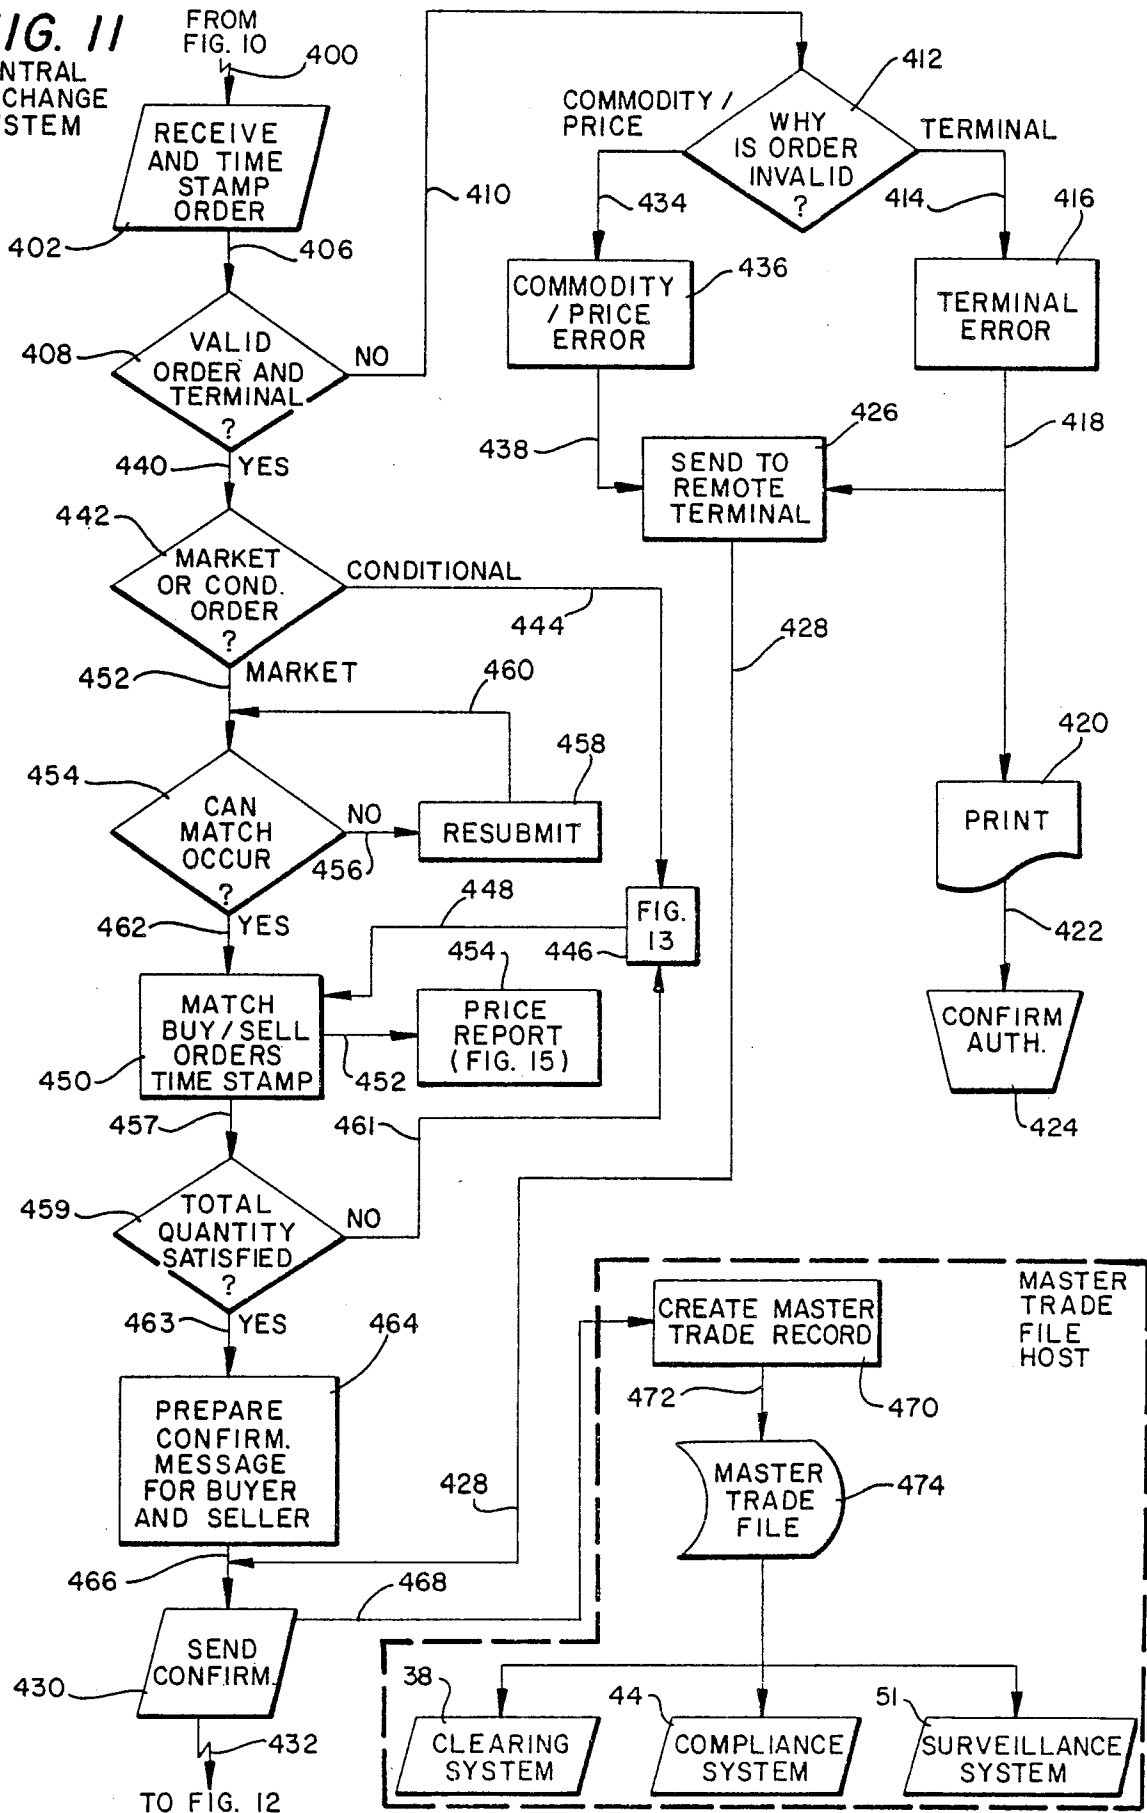 IG. 11
NTRAL
CHANGE
YSTEM
FROM
FIG. 10
400
RECEIVE
AND TIME
STAMP
ORDER
402
406
408
VALID
ORDER AND
TERMINAL
?
NO
410
COMMODITY /
PRICE
412
WHY
IS ORDER
INVALID
?
TERMINAL
434
414
416
COMMODITY
/ PRICE
ERROR
436
TERMINAL
ERROR
438
426
418
SEND TO
REMOTE
TERMINAL
440
YES
442
MARKET
OR COND.
ORDER
?
CONDITIONAL
444
428
452
MARKET
460
454
CAN
MATCH
OCCUR
?
NO
456
458
RESUBMIT
420
PRINT
422
CONFIRM
AUTH.
424
462
YES
448
FIG.
13
446
MATCH
BUY/SELL
ORDERS
TIME STAMP
450
454
PRICE
REPORT
(FIG. 15)
452
457
461
459
TOTAL
QUANTITY
SATISFIED
?
NO
463
YES
464
PREPARE
CONFIRM.
MESSAGE
FOR BUYER
AND SELLER
428
466
468
SEND
CONFIRM.
430
432
TO FIG. 12
MASTER
TRADE
FILE
HOST
CREATE MASTER
TRADE RECORD
472
470
MASTER
TRADE
FILE
474
38
CLEARING
SYSTEM
44
COMPLIANCE
SYSTEM
51
SURVEILLANCE
SYSTEM